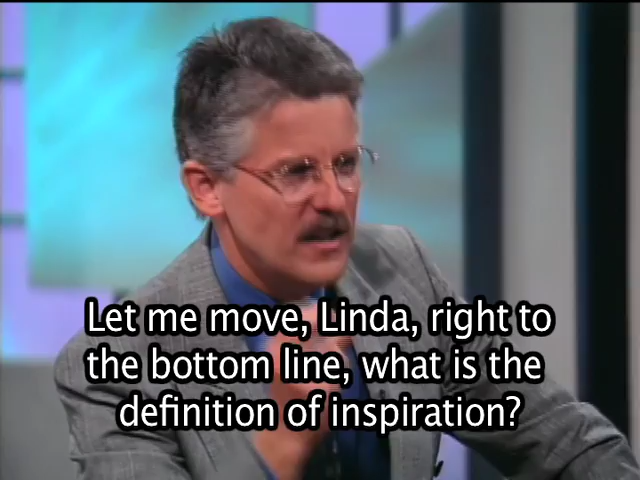 Let me move, Linda, right to
the bottom line, what is the
definition of inspiration?